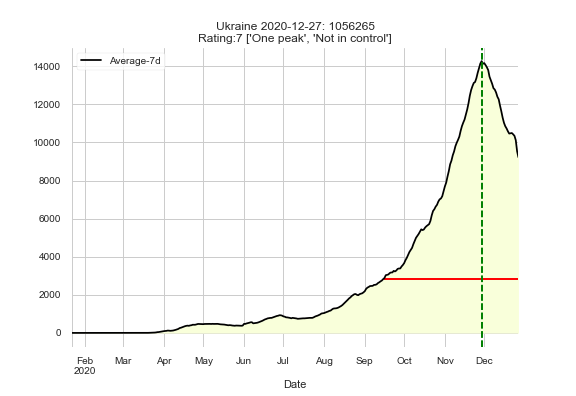 Ukraine 2020-12-27: 1056265
Rating:7 ['One peak', 'Not in control']
Average-7d
14000
12000
10000
8000
6000
4000
2000
0
Feb Mar Apr May Jun Jul Aug Sep Oct Nov Dec
2020
Date